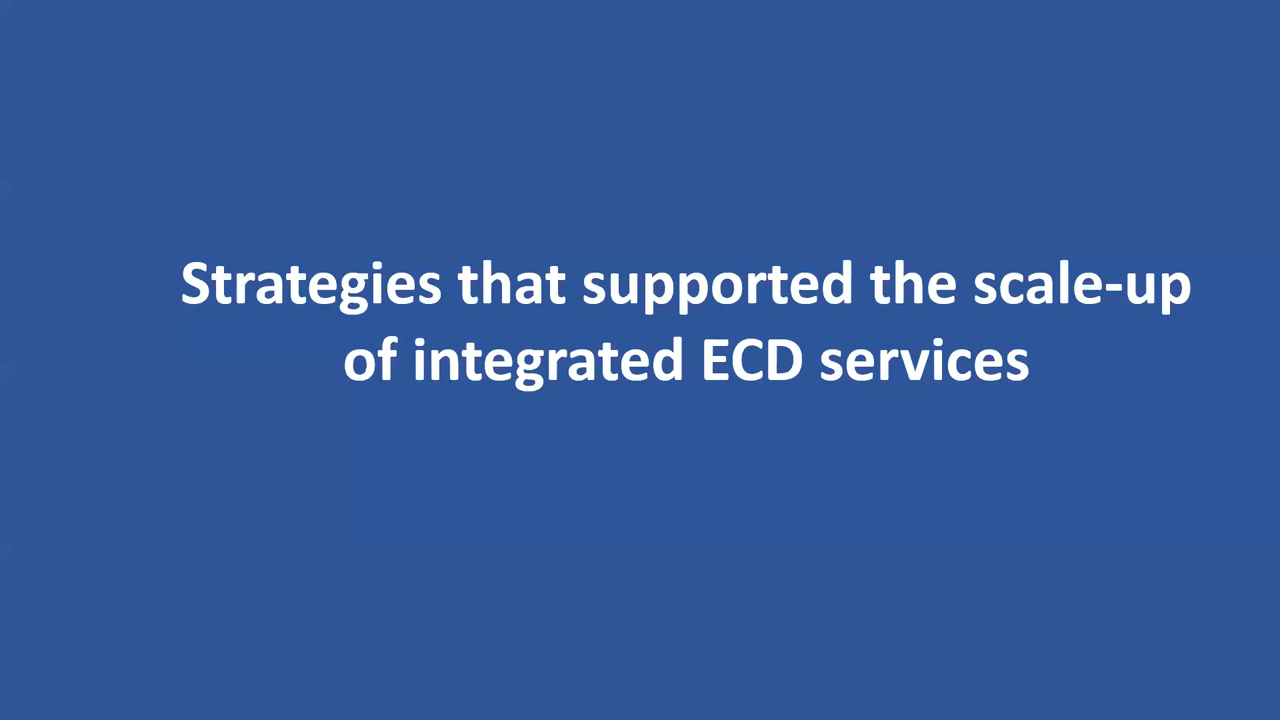 Strategies that supported the scale-up
of integrated ECD services